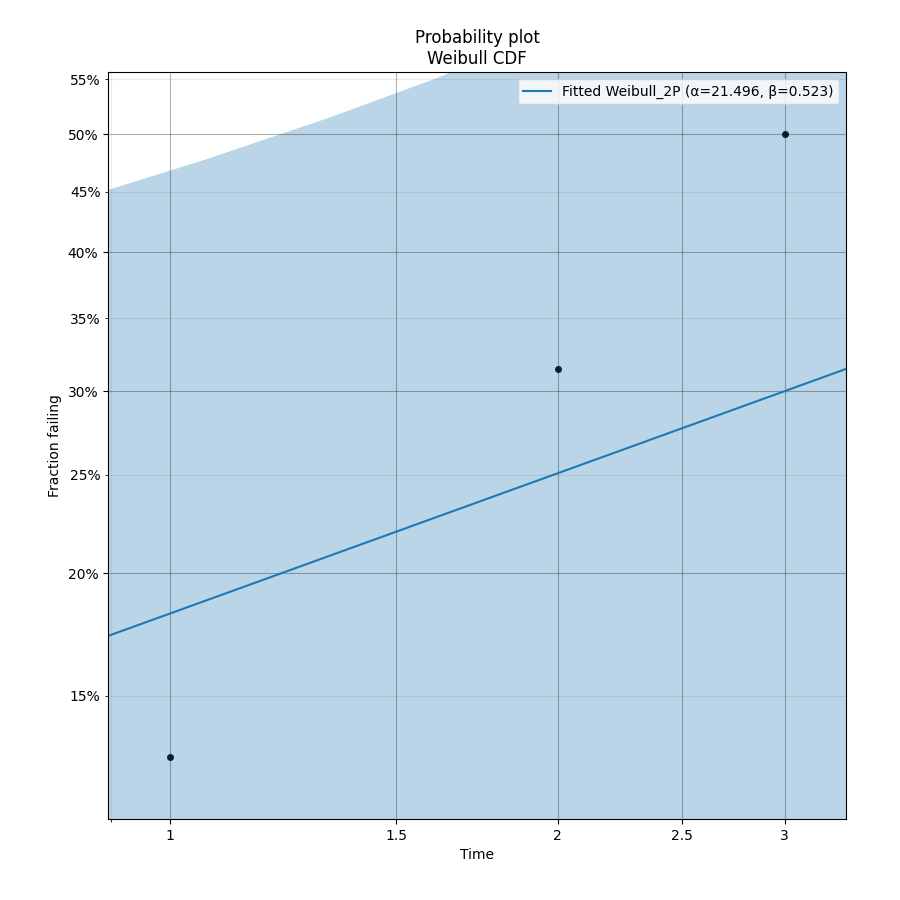 Probability plot
Weibull CDF
Fitted Weibull_2P (α=21.496, β=0.523)
55%
50%
45%
40%
35%
30%
25%
20%
15%
Fraction failing
1
1.5
2
2.5
3
Time